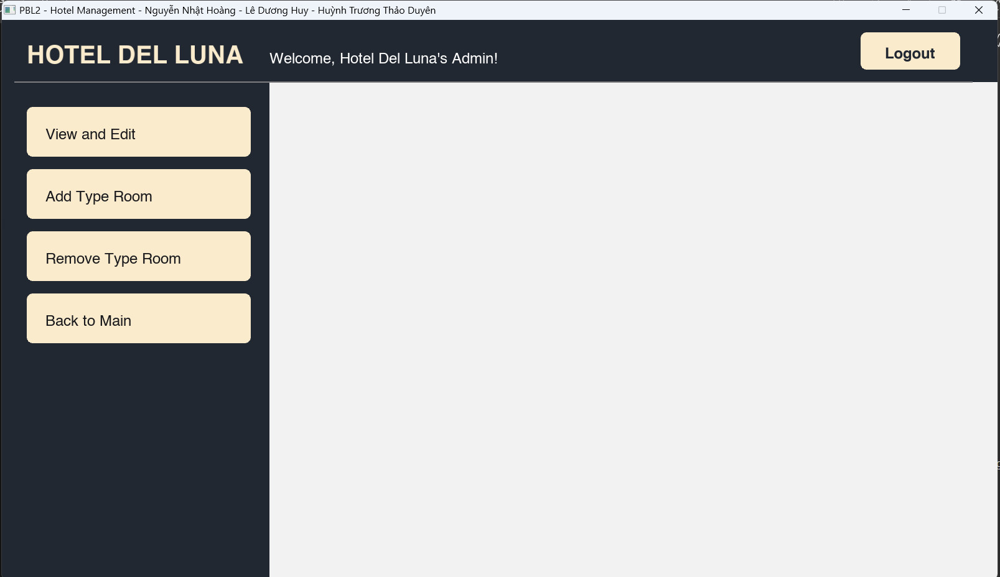 PBL2 - Hotel Management - Nguyễn Nhật Hoàng - Lê Dương Huy - Huỳnh Trương Thảo Duyên
HOTEL DEL LUNA
Welcome, Hotel Del Luna's Admin!
Logout
View and Edit
Add Type Room
Remove Type Room
Back to Main